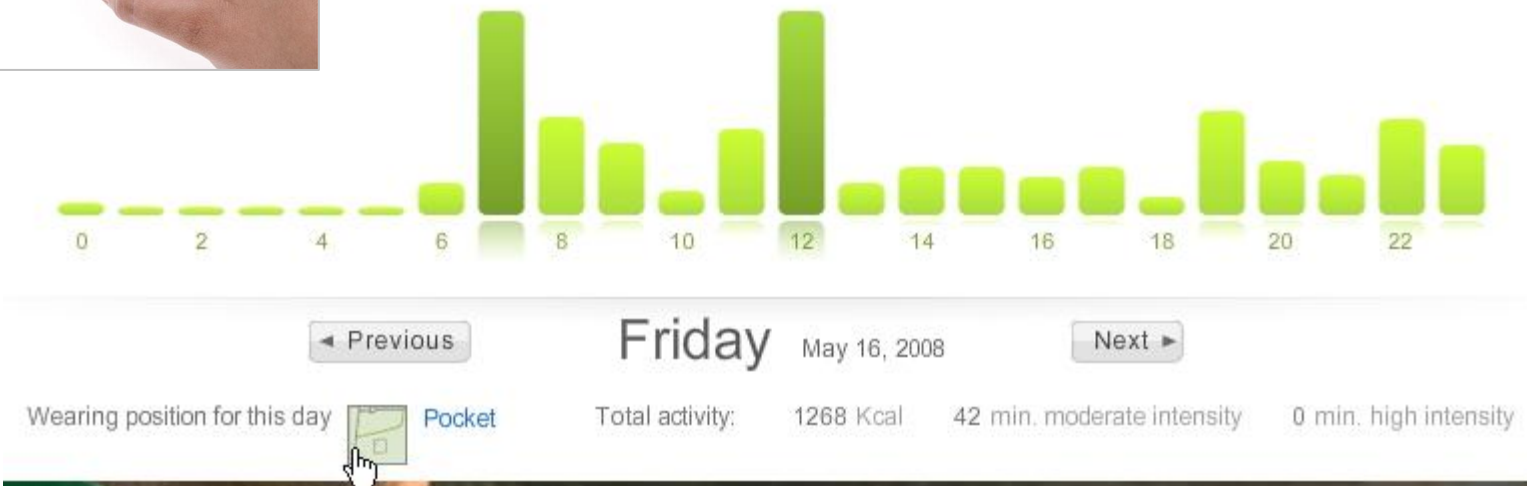 0 2 4 6 8 10 12 14 16 18 20 22
◄ Previous Friday May 16, 2008 Next ►
Wearing position for this day Pocket Total activity: 1268 Kcal 42 min. moderate intensity 0 min. high intensity